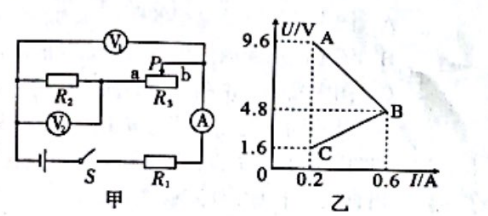 V₁
P
a
b
R₂
R₃
V₂
A
S
R₁
甲
U/V
9.6
A
4.8
B
1.6
C
0
0.2
0.6
I/A
乙